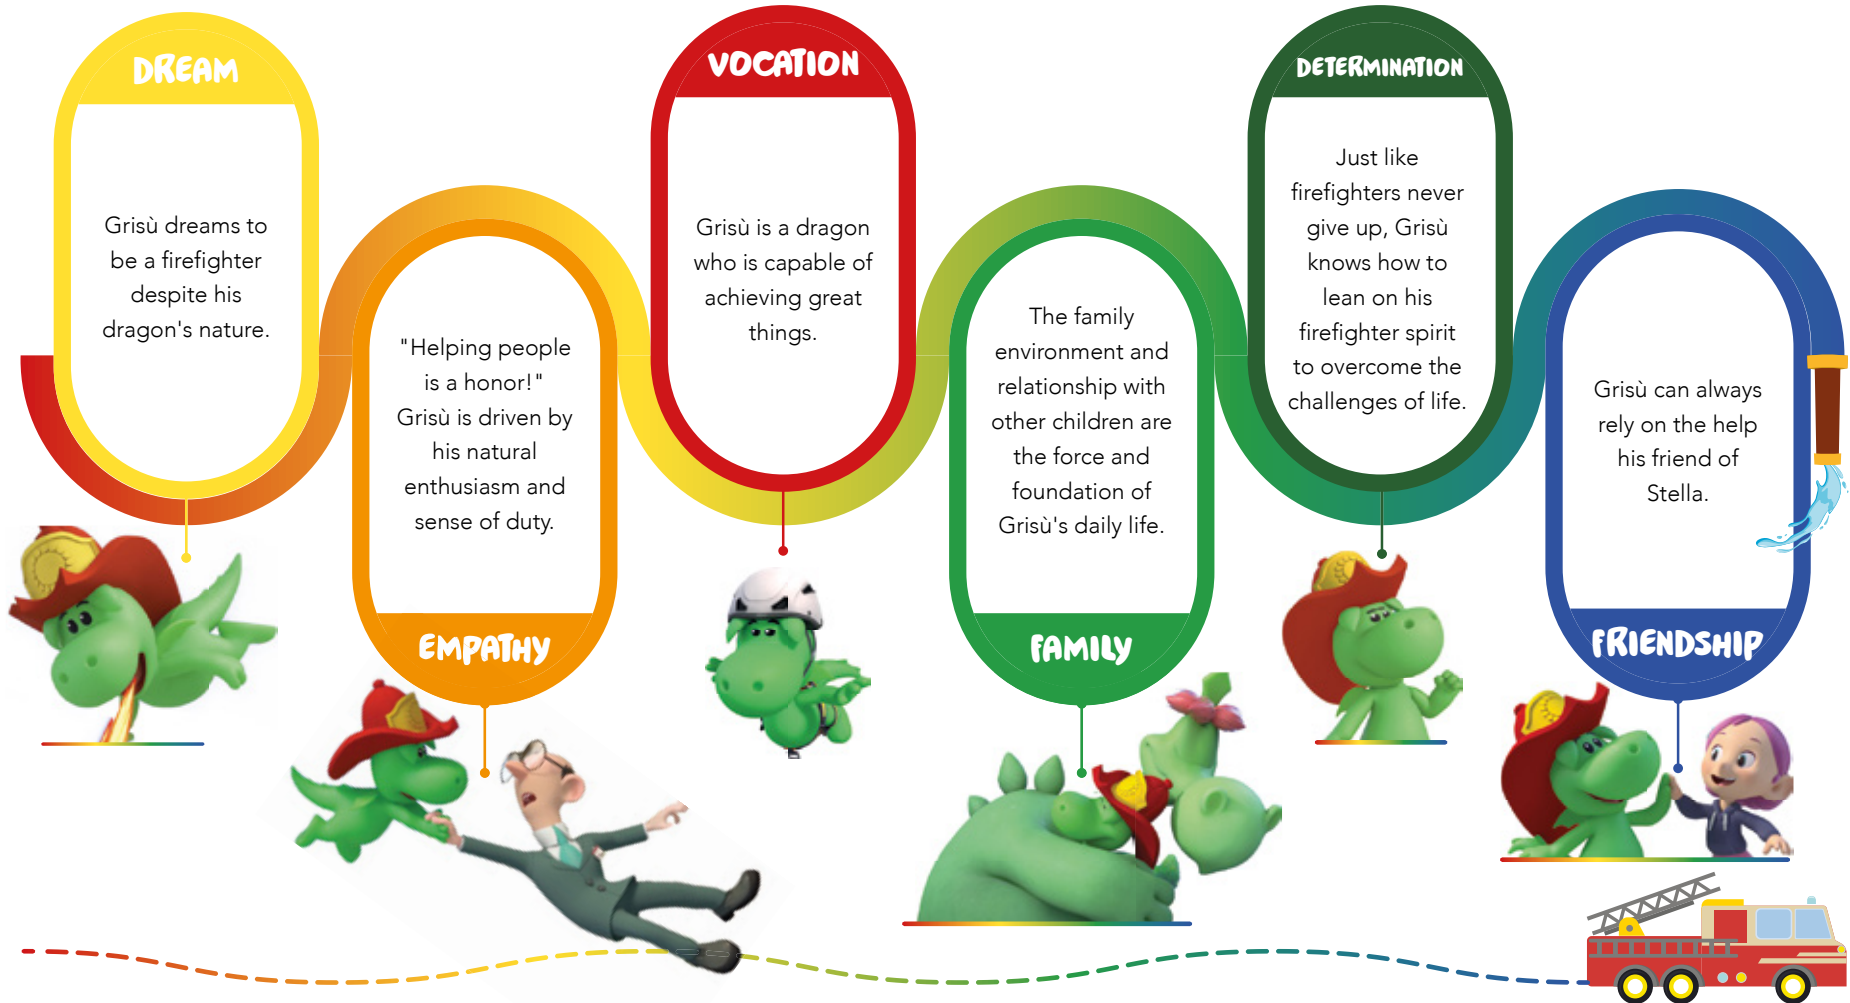 DREAM
Grisù dreams to
be a firefighter
despite his
dragon's nature.
"Helping people
is a honor!"
Grisù is driven by
his natural
enthusiasm and
sense of duty.
EMPATHY
VOCATION
Grisù is a dragon
who is capable of
achieving great
things.
The family
environment and
relationship with
other children are
the force and
foundation of
Grisù's daily life.
FAMILY
DETERMINATION
Just like
firefighters never
give up, Grisù
knows how to
lean on his
firefighter spirit
to overcome the
challenges of life.
Grisù can always
rely on the help
his friend of
Stella.
FRIENDSHIP